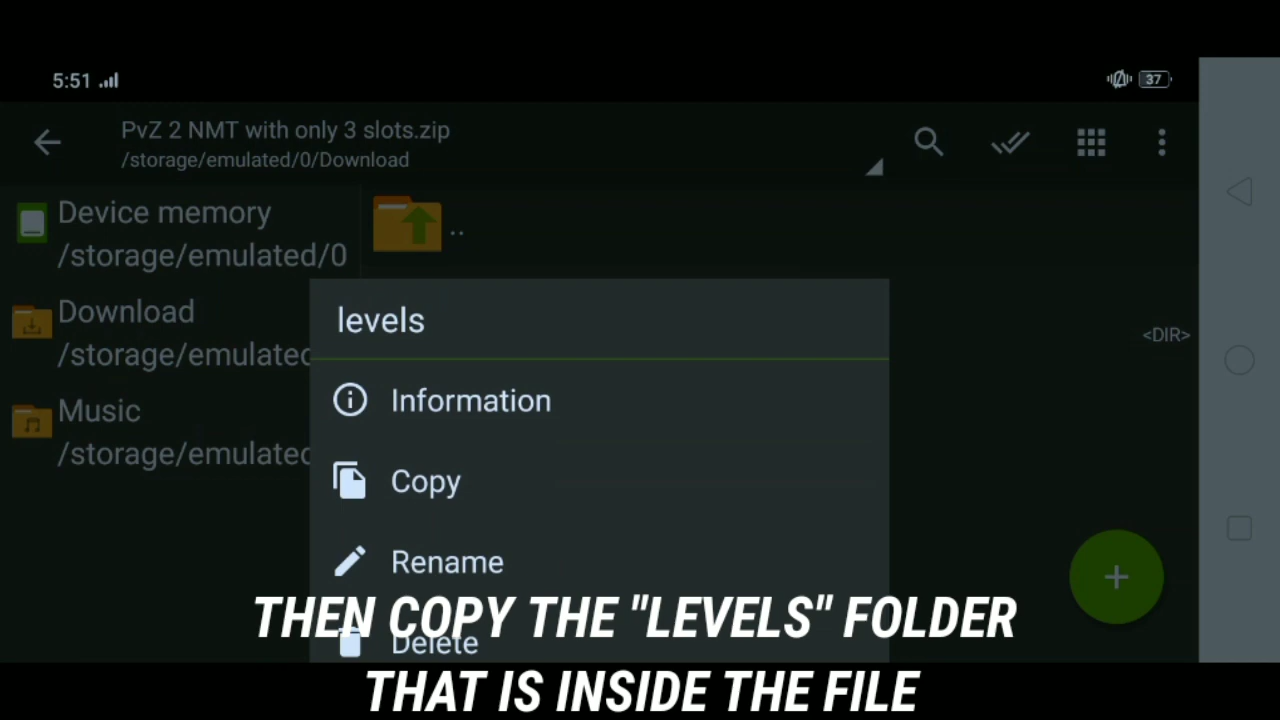 5:51
37
PvZ 2 NMT with only 3 slots.zip
/storage/emulated/0/Download
Device memory
/storage/emulated/0
..
Download
/storage/emulated
Music
/storage/emulated
<DIR>
levels
Information
Copy
Rename
Delete
THEN COPY THE "LEVELS" FOLDER
THAT IS INSIDE THE FILE